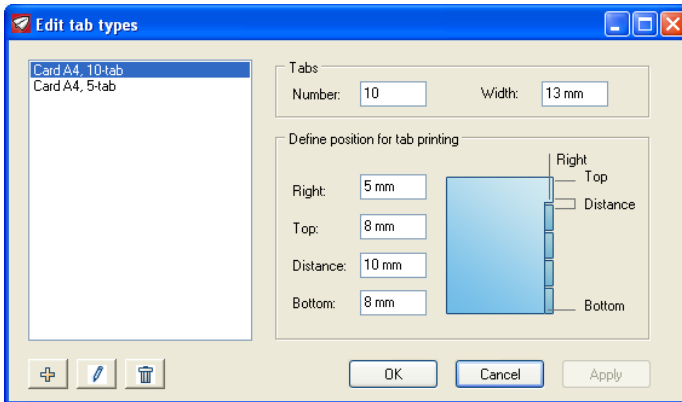 Edit tab types
Card A4, 10-tab
Card A4, 5-tab
Tabs
Number: 10 Width: 13 mm
Define position for tab printing
Right: 5 mm
Top: 8 mm
Distance: 10 mm
Bottom: 8 mm
Right
Top
Distance
Bottom
OK Cancel Apply